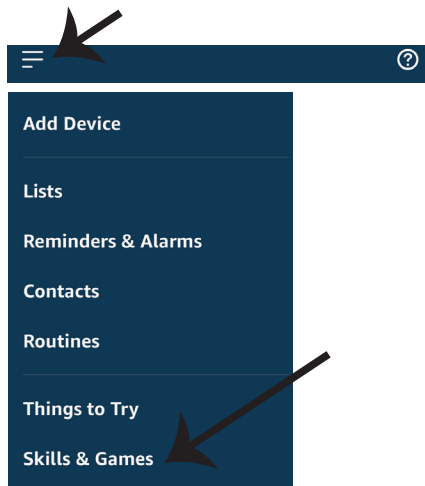 Add Device
Lists
Reminders & Alarms
Contacts
Routines
Things to Try
Skills & Games